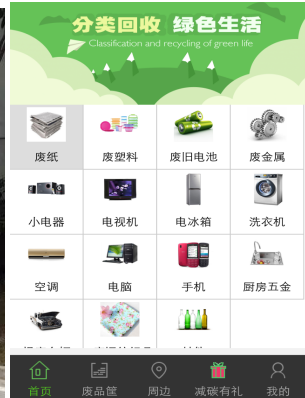 分类回收 绿色生活
Classification and recycling of green life
废纸 废塑料 废旧电池 废金属
小电器 电视机 电冰箱 洗衣机
空调 电脑 手机 厨房五金
首页 废品筐 周边 减碳有礼 我的